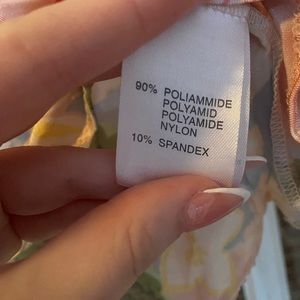 90% POLIAMMIDE
POLYAMID
POLYAMIDE
NYLON
10% SPANDEX